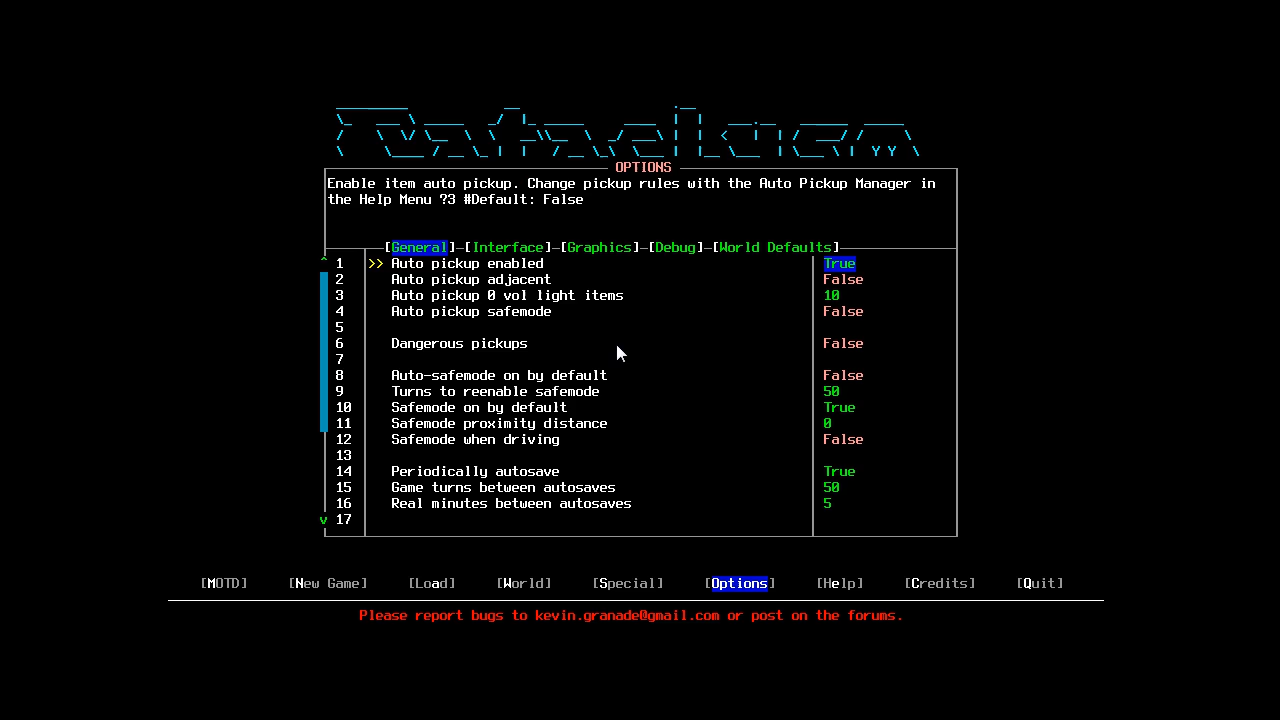 Cataclysm
OPTIONS
Enable item auto pickup. Change pickup rules with the Auto Pickup Manager in
the Help Menu ?3 #Default: False
[General]─[Interface]─[Graphics]─[Debug]─[World Defaults]
^ 1 >> Auto pickup enabled True
2 Auto pickup adjacent False
3 Auto pickup 0 vol light items 10
4 Auto pickup safemode False
5
6 Dangerous pickups False
7
8 Auto-safemode on by default False
9 Turns to reenable safemode 50
10 Safemode on by default True
11 Safemode proximity distance 0
12 Safemode when driving False
13
14 Periodically autosave True
15 Game turns between autosaves 50
16 Real minutes between autosaves 5
v 17
[MOTD] [New Game] [Load] [World] [Special] [Options] [Help] [Credits] [Quit]
Please report bugs to kevin.granade@gmail.com or post on the forums.